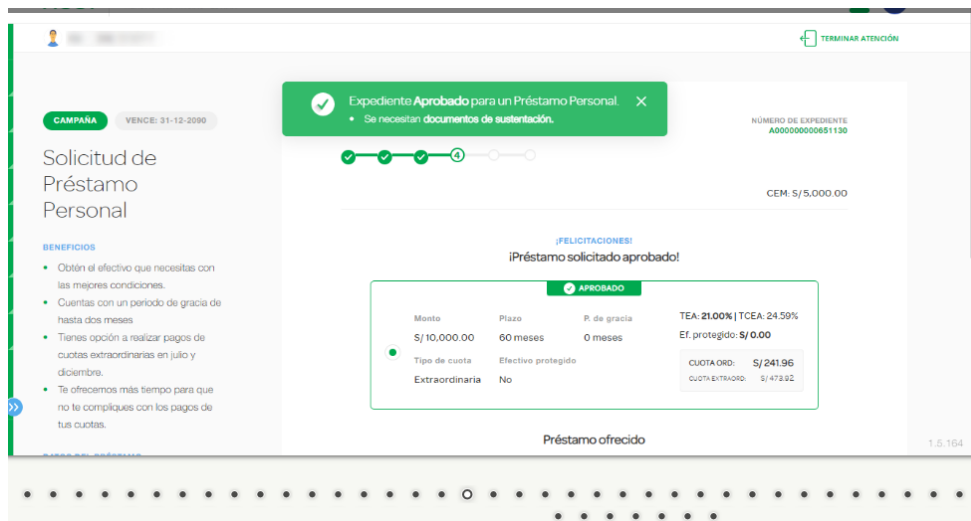 TERMINAR ATENCIÓN
Expediente Aprobado para un Préstamo Personal.
• Se necesitan documentos de sustentación.
CAMPAÑA
VENCE: 31-12-2090
NÚMERO DE EXPEDIENTE
A000000000651130
4
Solicitud de
Préstamo
Personal
CEM: S/ 5,000.00
BENEFICIOS
• Obtén el efectivo que necesitas con
las mejores condiciones.
• Cuentas con un periodo de gracia de
hasta dos meses
• Tienes opción a realizar pagos de
cuotas extraordinarias en julio y
diciembre.
• Te ofrecemos más tiempo para que
no te compliques con los pagos de
tus cuotas.
¡FELICITACIONES!
¡Préstamo solicitado aprobado!
APROBADO
Monto Plazo P. de gracia
S/ 10,000.00 60 meses 0 meses
Tipo de cuota Efectivo protegido
Extraordinaria No
TEA: 21.00% | TCEA: 24.59%
Ef. protegido: S/ 0.00
CUOTA ORD: S/ 241.96
CUOTA EXTRAORD: S/ 478.92
Préstamo ofrecido
1.5.164